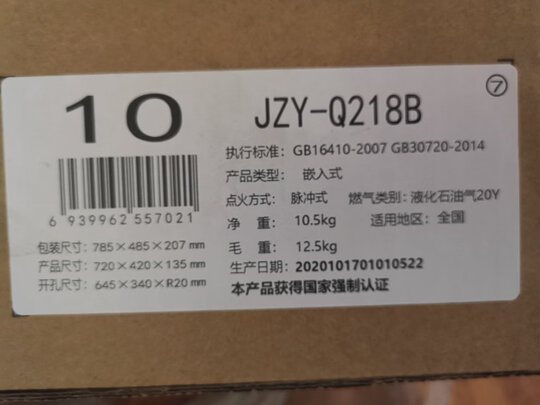 10
⑦
JZY-Q218B
执行标准: GB16410-2007 GB30720-2014
产品类型: 嵌入式
点火方式: 脉冲式 燃气类别: 液化石油气20Y
净 重: 10.5kg 适用地区: 全国
毛 重: 12.5kg
生产日期: 2020101701010522
本产品获得国家强制认证
6 939962 557021
包装尺寸: 785×485×207 mm
产品尺寸: 720×420×135 mm
开孔尺寸: 645×340×R20 mm